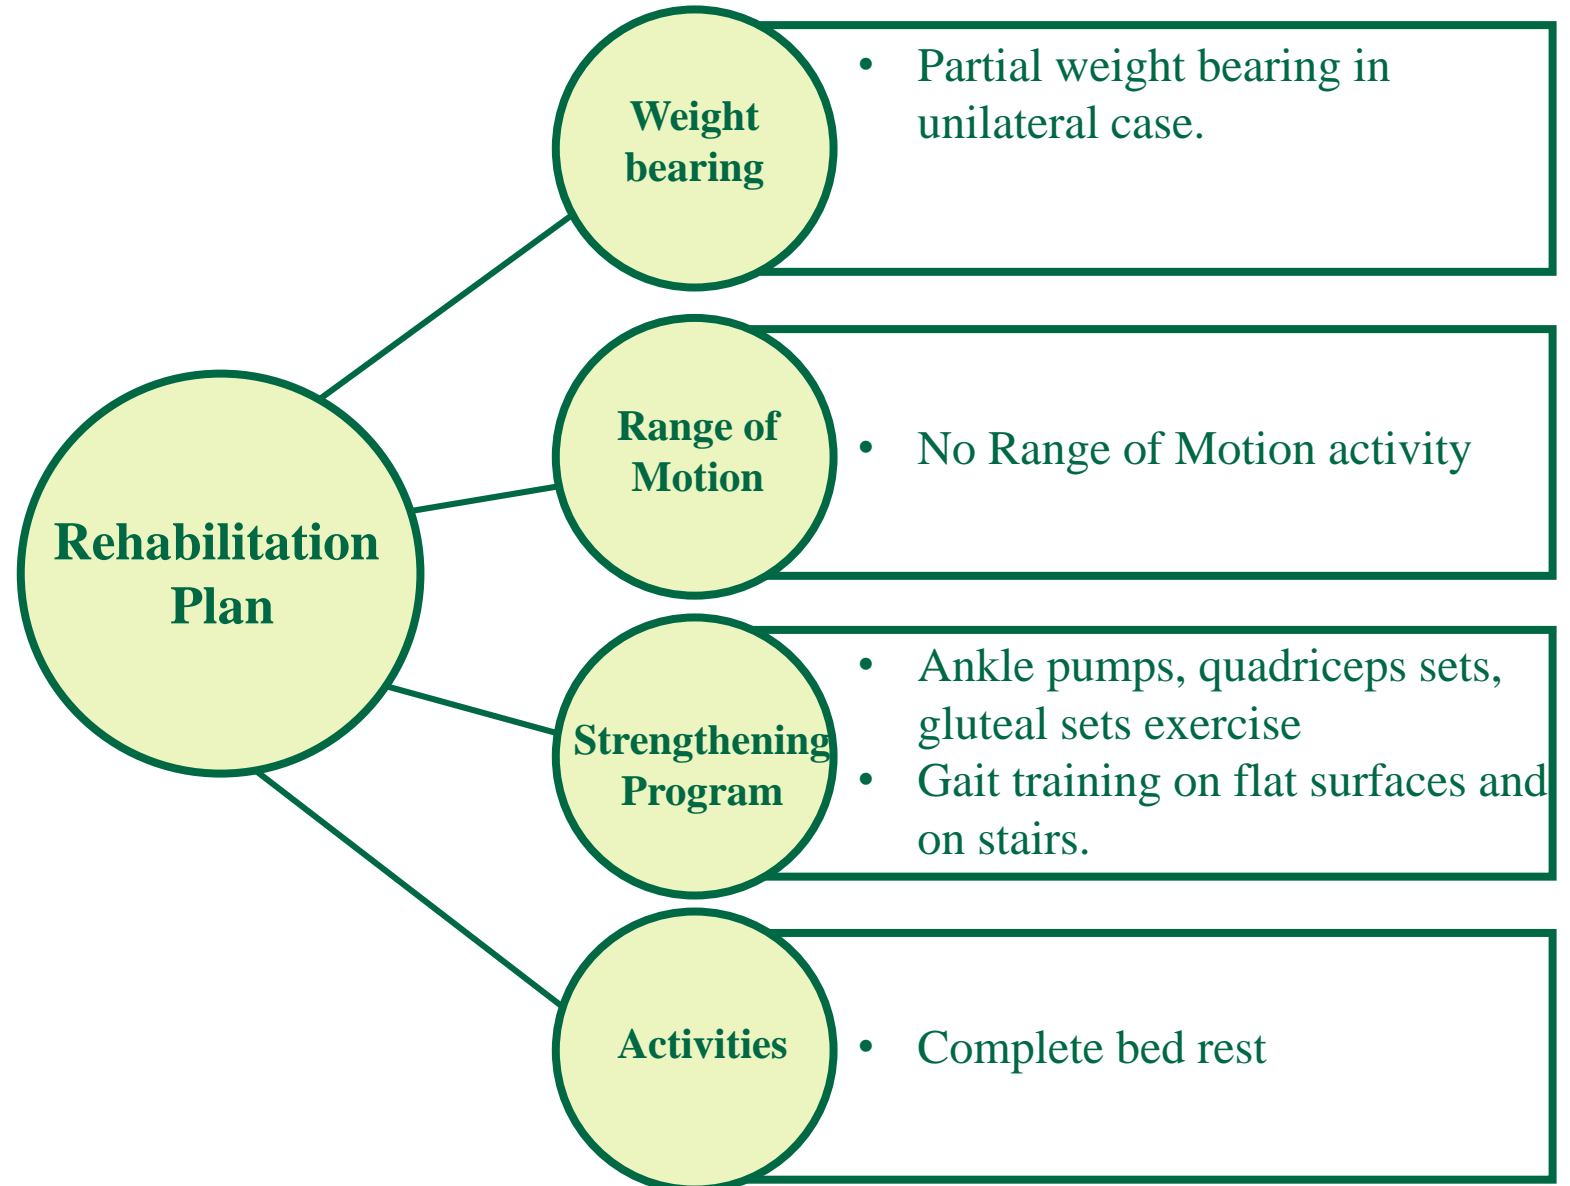 Rehabilitation
Plan
Weight
bearing
• Partial weight bearing in
unilateral case.
Range of
Motion
• No Range of Motion activity
Strengthening
Program
• Ankle pumps, quadriceps sets,
gluteal sets exercise
• Gait training on flat surfaces and
on stairs.
Activities
• Complete bed rest